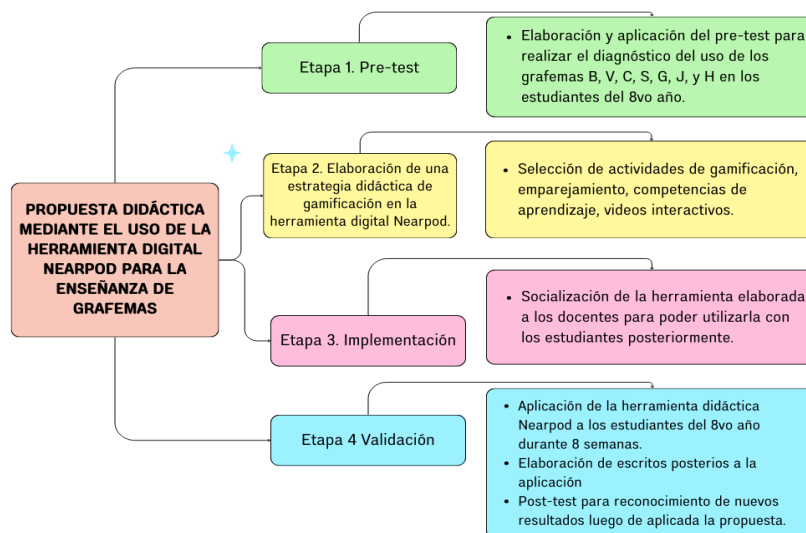 PROPUESTA DIDÁCTICA
MEDIANTE EL USO DE LA
HERRAMIENTA DIGITAL
NEARPOD PARA LA
ENSEÑANZA DE
GRAFEMAS
Etapa 1. Pre-test
• Elaboración y aplicación del pre-test para
realizar el diagnóstico del uso de los
grafemas B, V, C, S, G, J, y H en los
estudiantes del 8vo año.
Etapa 2. Elaboración de una
estrategia didáctica de
gamificación en la
herramienta digital Nearpod.
• Selección de actividades de gamificación,
emparejamiento, competencias de
aprendizaje, videos interactivos.
Etapa 3. Implementación
• Socialización de la herramienta elaborada
a los docentes para poder utilizarla con
los estudiantes posteriormente.
Etapa 4 Validación
• Aplicación de la herramienta didáctica
Nearpod a los estudiantes del 8vo año
durante 8 semanas.
• Elaboración de escritos posterios a la
aplicación
• Post-test para reconocimiento de nuevos
resultados luego de aplicada la propuesta.